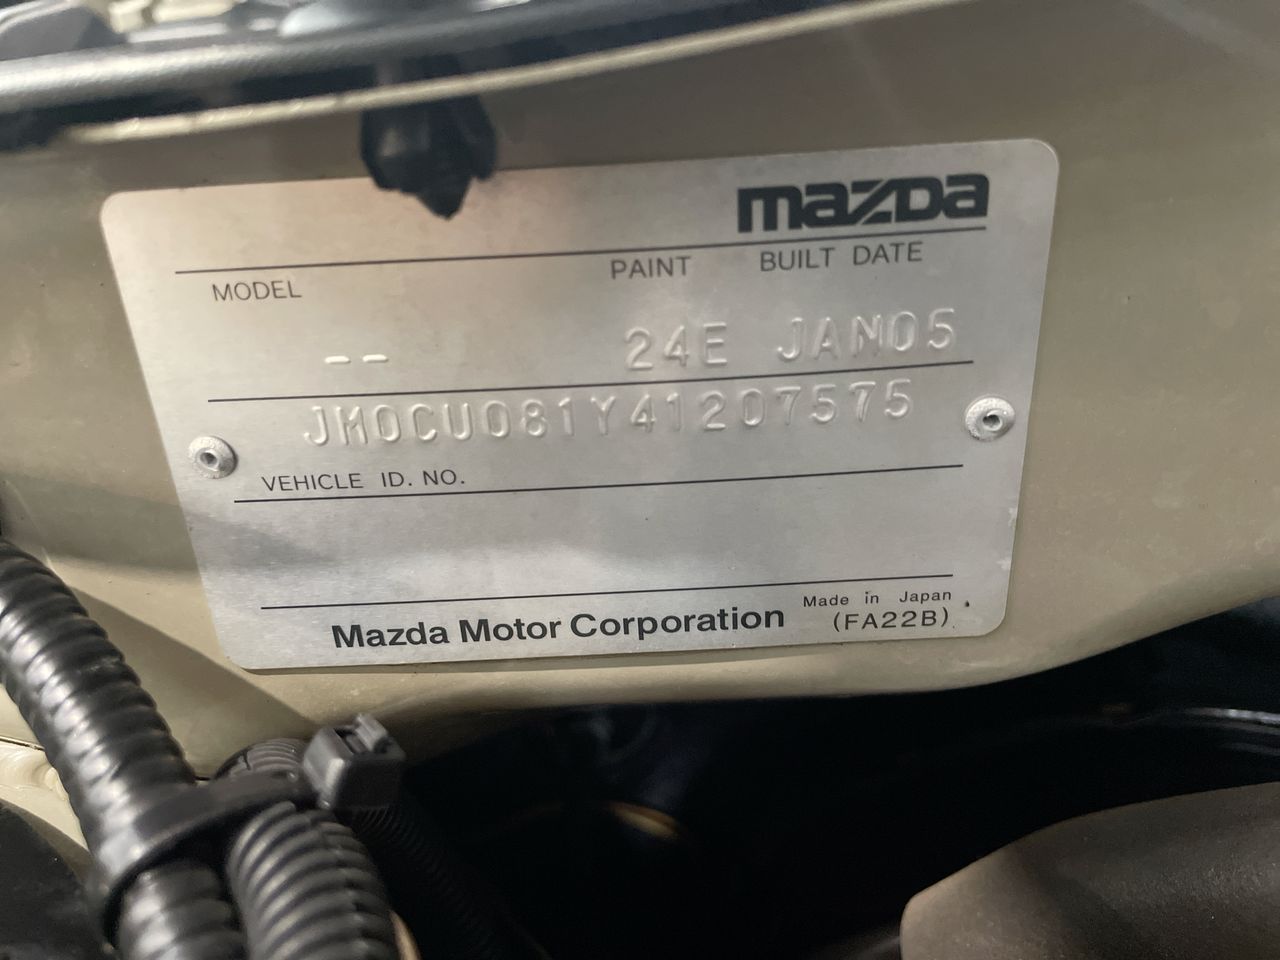 mazda
MODEL PAINT BUILT DATE
-- 24E JAN05
JM0CU081Y41207575
VEHICLE ID. NO.
Mazda Motor Corporation Made in Japan
(FA22B)